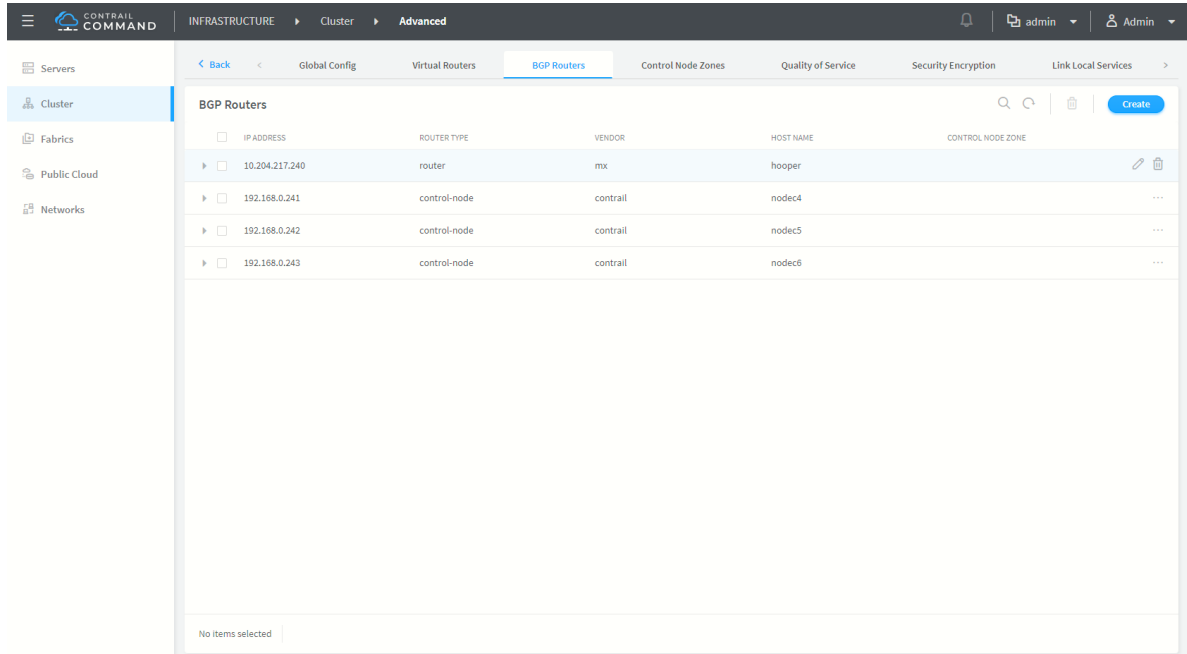 CONTRAIL
COMMAND
INFRASTRUCTURE Cluster Advanced
admin Admin
Servers
Cluster
Fabrics
Public Cloud
Networks
Back Global Config Virtual Routers BGP Routers Control Node Zones Quality of Service Security Encryption Link Local Services
BGP Routers
Create
IP ADDRESS ROUTER TYPE VENDOR HOST NAME CONTROL NODE ZONE
10.204.217.240 router mx hooper
192.168.0.241 control-node contrail nodec4
192.168.0.242 control-node contrail nodec5
192.168.0.243 control-node contrail nodec6
No items selected